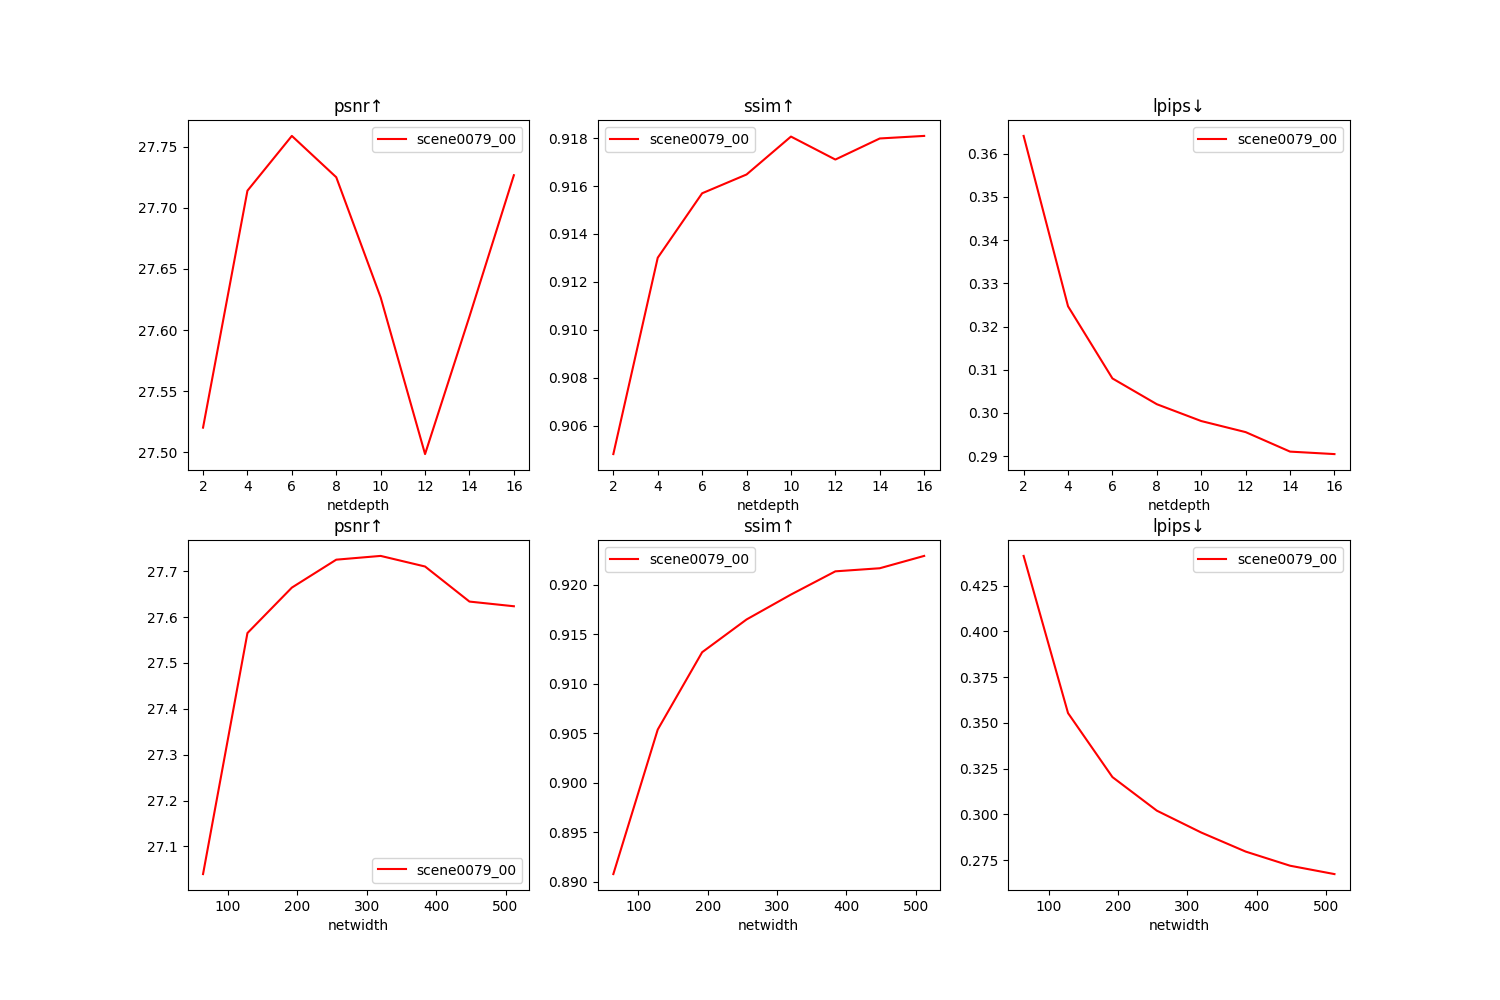 psnr↑
ssim↑
lpips↓
scene0079_00
scene0079_00
scene0079_00
27.75
27.70
27.65
27.60
27.55
27.50
0.918
0.916
0.914
0.912
0.910
0.908
0.906
0.36
0.35
0.34
0.33
0.32
0.31
0.30
0.29
2 4 6 8 10 12 14 16
2 4 6 8 10 12 14 16
2 4 6 8 10 12 14 16
netdepth
netdepth
netdepth
psnr↑
ssim↑
lpips↓
scene0079_00
scene0079_00
scene0079_00
27.7
27.6
27.5
27.4
27.3
27.2
27.1
0.920
0.915
0.910
0.905
0.900
0.895
0.890
0.425
0.400
0.375
0.350
0.325
0.300
0.275
100 200 300 400 500
100 200 300 400 500
100 200 300 400 500
netwidth
netwidth
netwidth